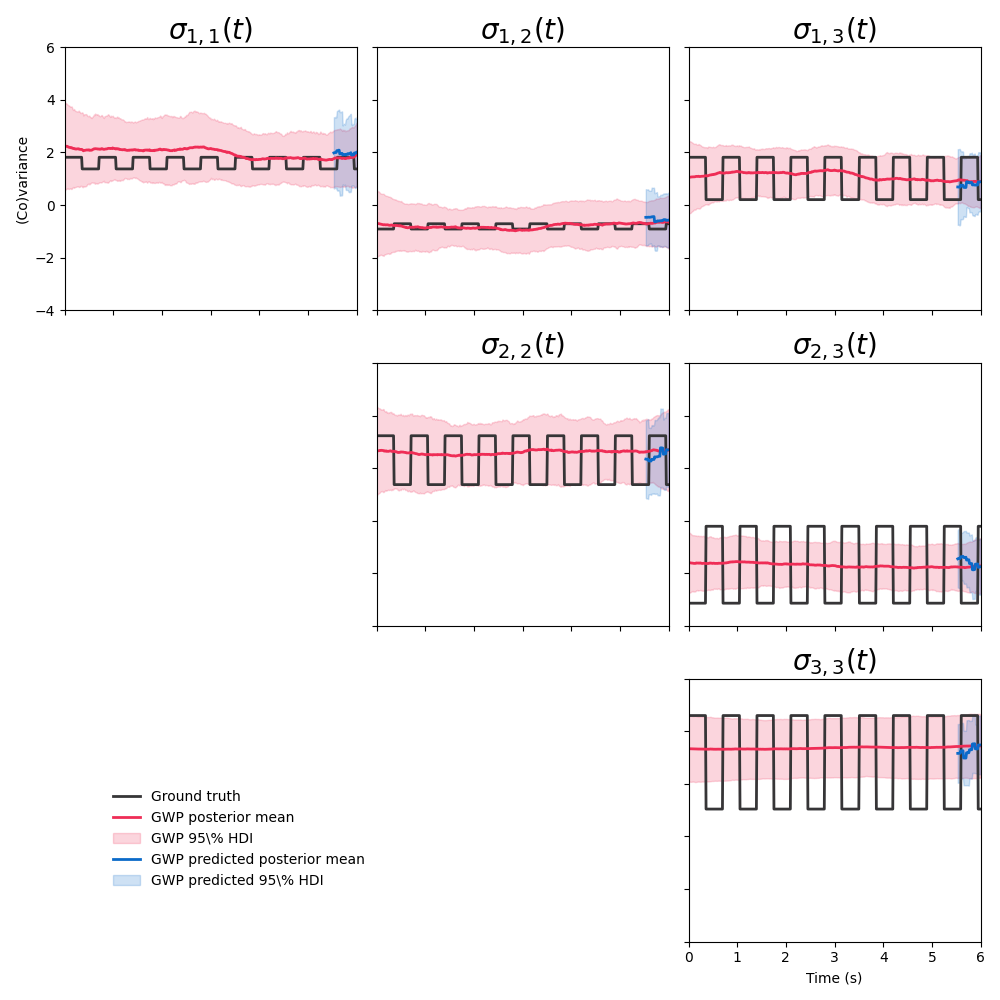 σ1,1(t)
σ1,2(t)
σ1,3(t)
6
4
2
0
−2
−4
(Co)variance
σ2,2(t)
σ2,3(t)
σ3,3(t)
Ground truth
GWP posterior mean
GWP 95\% HDI
GWP predicted posterior mean
GWP predicted 95\% HDI
0 1 2 3 4 5 6
Time (s)